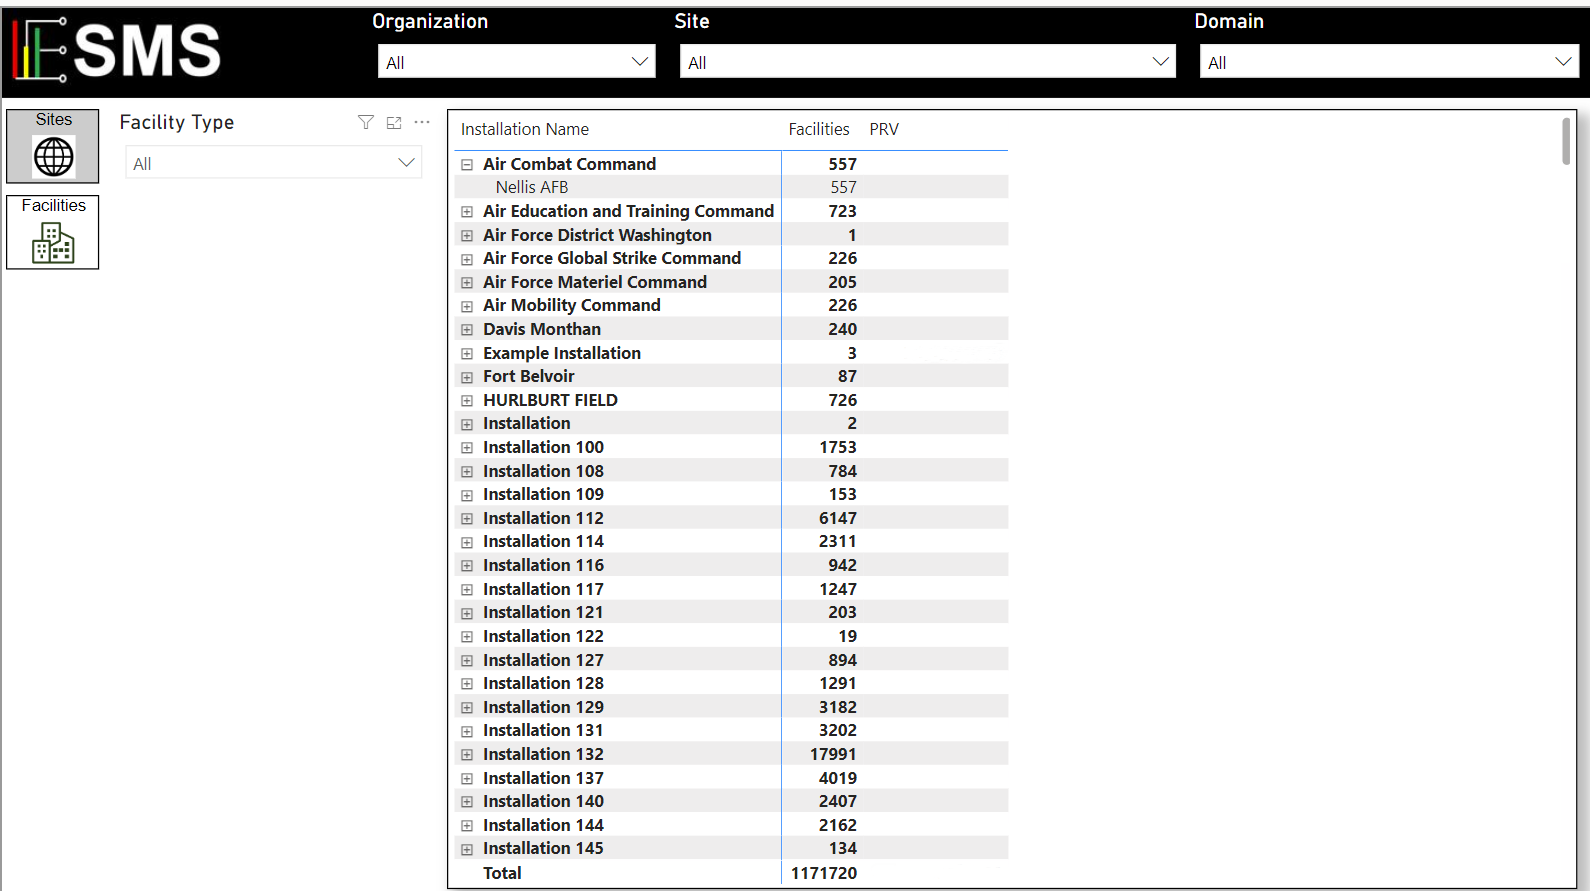 ESMS
Organization Site Domain
All All All
Sites
Facilities
Facility Type
All
Installation Name Facilities PRV
Air Combat Command 557
Nellis AFB 557
Air Education and Training Command 723
Air Force District Washington 1
Air Force Global Strike Command 226
Air Force Materiel Command 205
Air Mobility Command 226
Davis Monthan 240
Example Installation 3
Fort Belvoir 87
HURLBURT FIELD 726
Installation 2
Installation 100 1753
Installation 108 784
Installation 109 153
Installation 112 6147
Installation 114 2311
Installation 116 942
Installation 117 1247
Installation 121 203
Installation 122 19
Installation 127 894
Installation 128 1291
Installation 129 3182
Installation 131 3202
Installation 132 17991
Installation 137 4019
Installation 140 2407
Installation 144 2162
Installation 145 134
Total 1171720